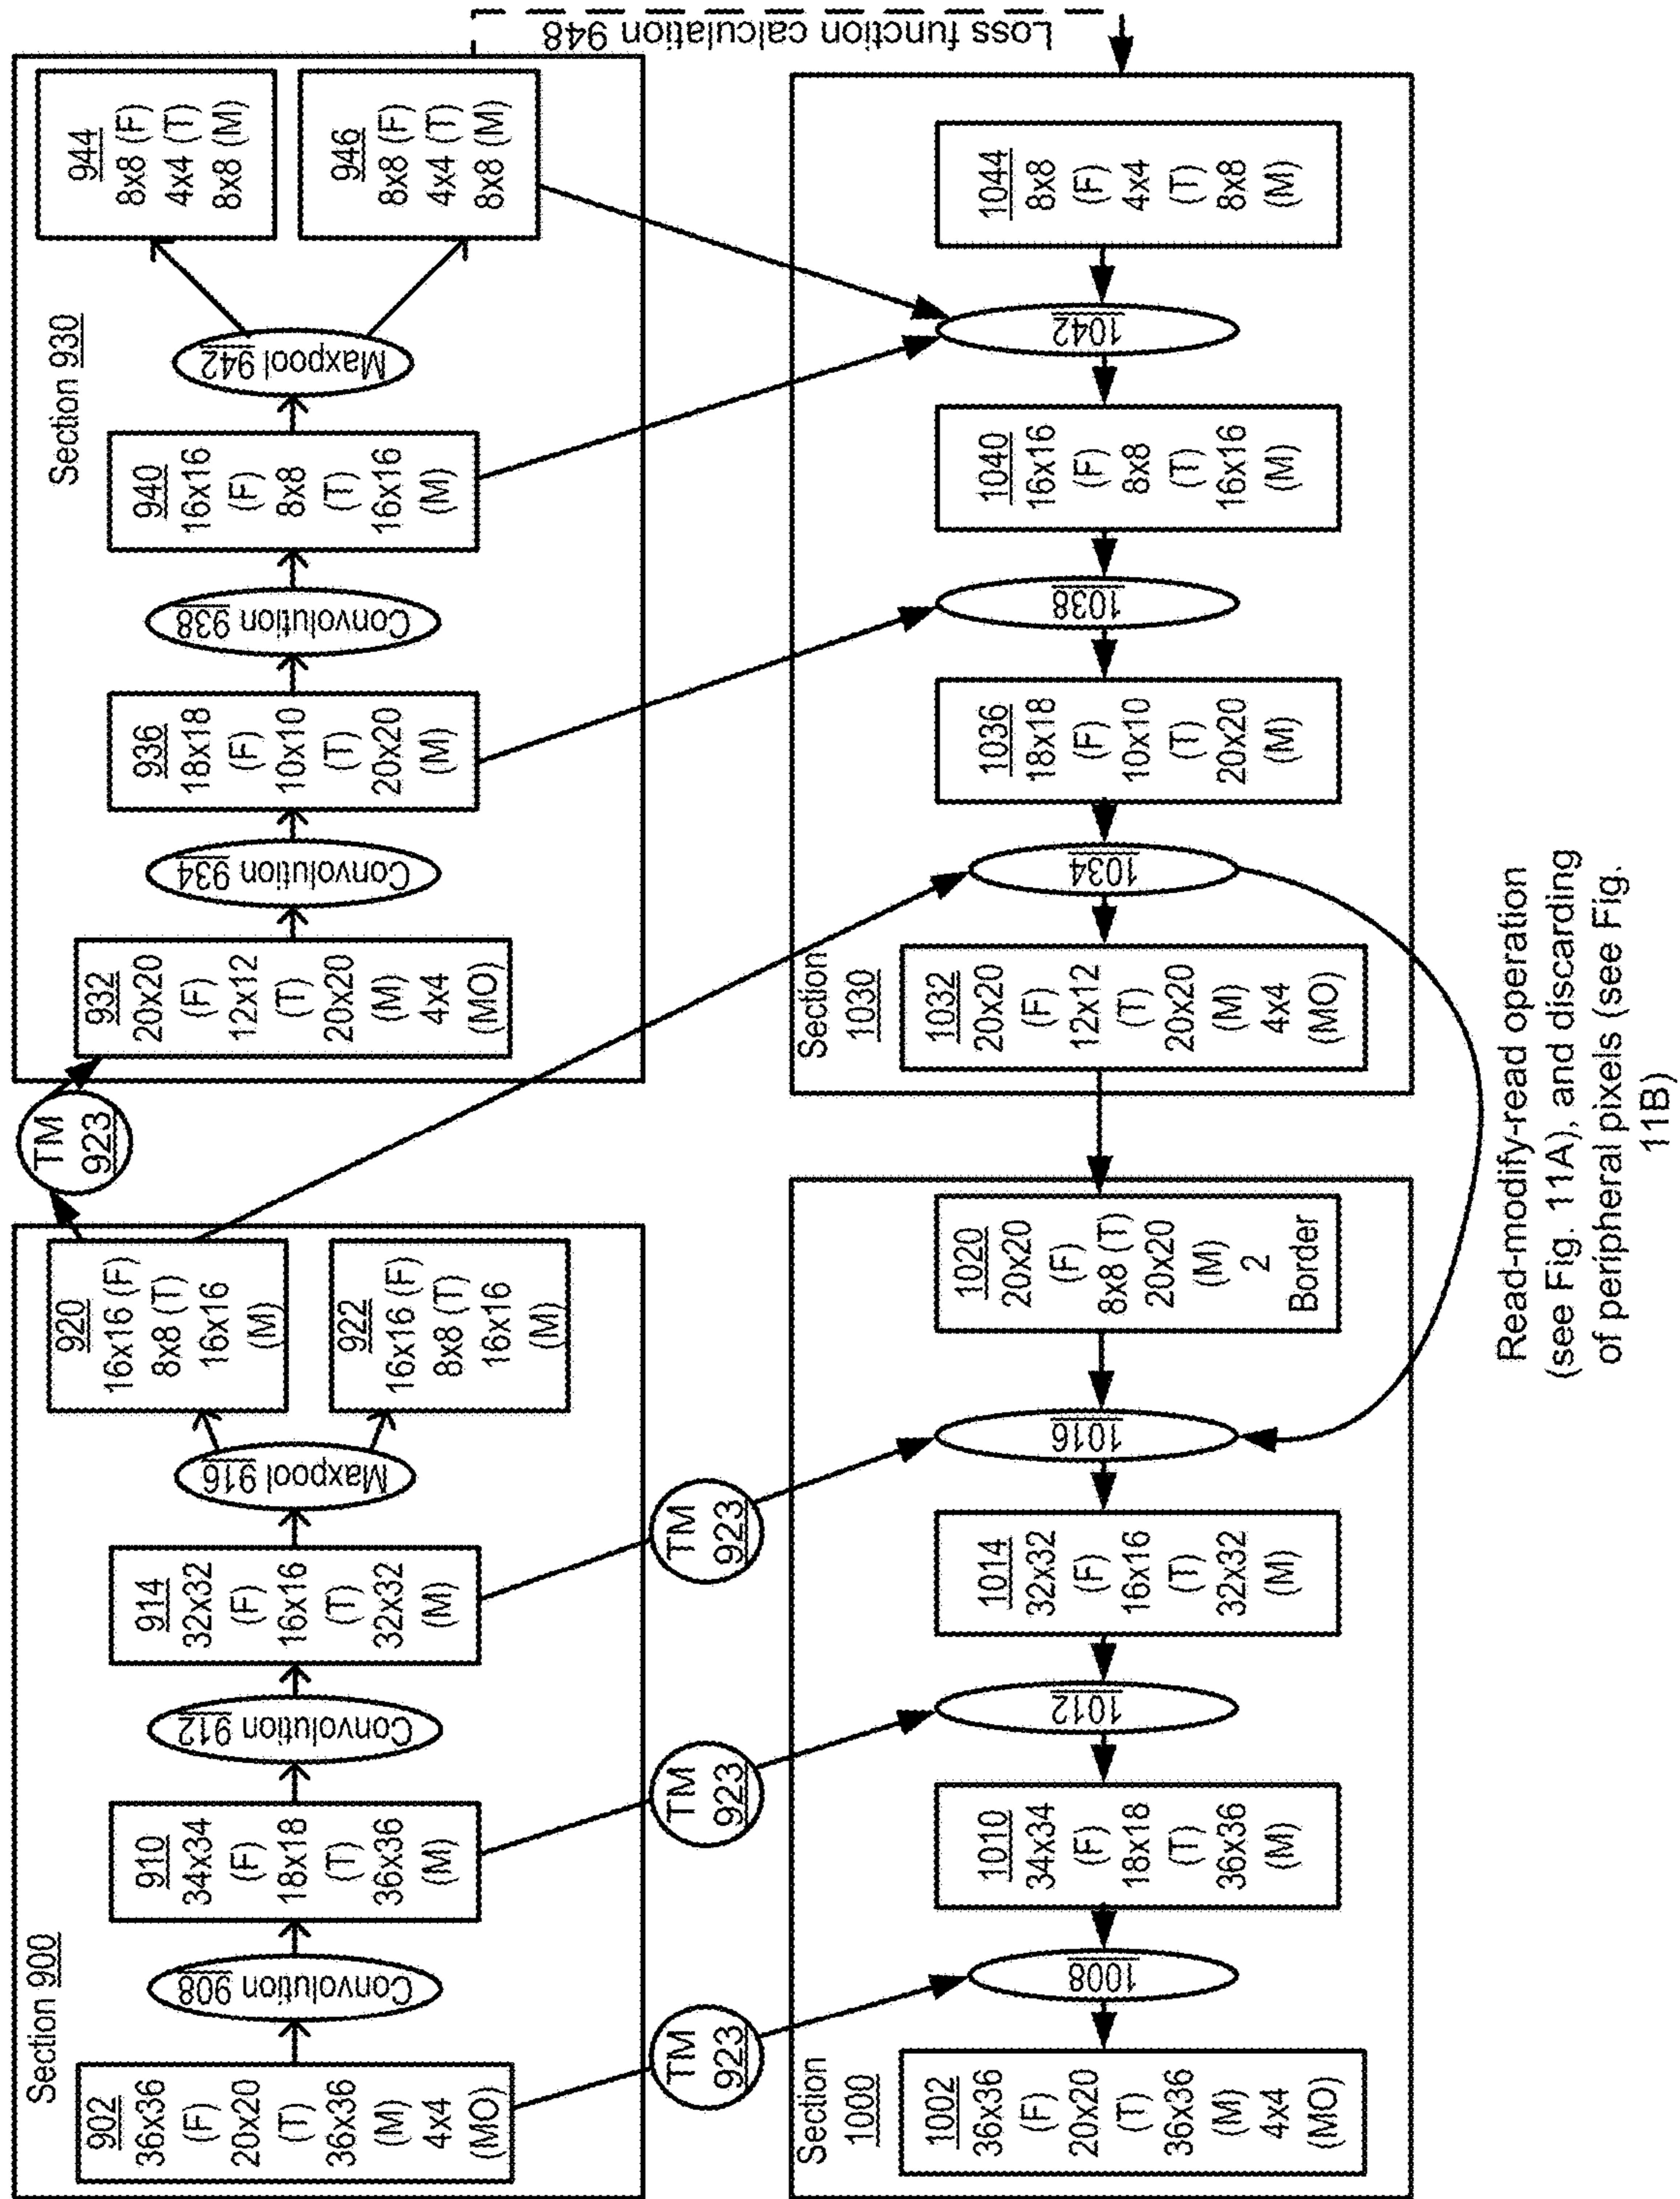 Section 900
902
36x36
(F)
20x20
(T)
36x36
(M)
4x4
(MO)
Convolution 908
910
34x34
(F)
18x18
(T)
36x36
(M)
Convolution 912
914
32x32
(F)
16x16
(T)
32x32
(M)
Maxpool 916
920
16x16 (F)
8x8 (T)
16x16
(M)
922
16x16 (F)
8x8 (T)
16x16
(M)
TM
923
Section 930
932
20x20
(F)
12x12
(T)
20x20
(M)
4x4
(MO)
Convolution 934
936
18x18
(F)
10x10
(T)
20x20
(M)
Convolution 938
940
16x16
(F)
8x8
(T)
16x16
(M)
Maxpool 942
944
8x8 (F)
4x4 (T)
8x8 (M)
946
8x8 (F)
4x4 (T)
8x8 (M)
Loss function calculation 948
TM
923
TM
923
TM
923
Section
1000
1002
36x36
(F)
20x20
(T)
36x36
(M)
4x4
(MO)
1008
1010
34x34
(F)
18x18
(T)
36x36
(M)
1012
1014
32x32
(F)
16x16
(T)
32x32
(M)
1016
1020
20x20
(F)
8x8 (T)
20x20
(M)
2
Border
Section
1030
1032
20x20
(F)
12x12
(T)
20x20
(M)
4x4
(MO)
1034
1036
18x18
(F)
10x10
(T)
20x20
(M)
1038
1040
16x16
(F)
8x8
(T)
16x16
(M)
1042
1044
8x8
(F)
4x4
(T)
8x8
(M)
Read-modify-read operation
(see Fig. 11A), and discarding
of peripheral pixels (see Fig.
11B)